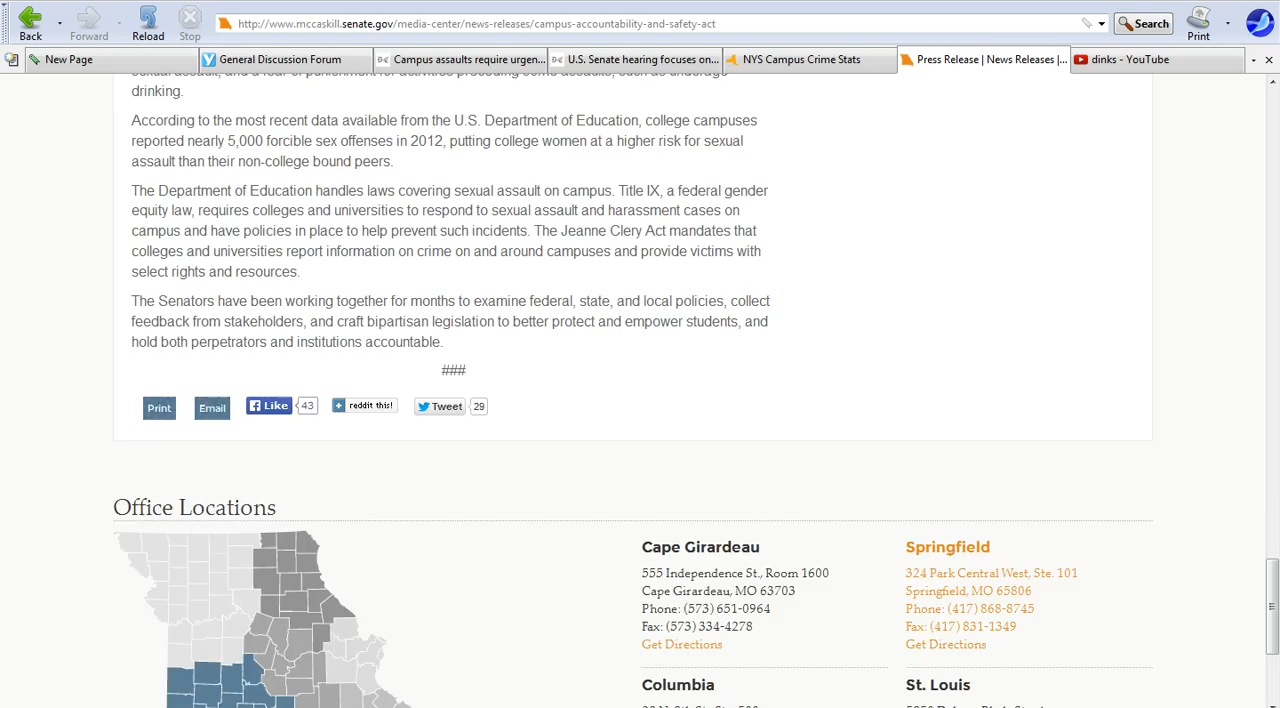 Back
Forward
Reload
Stop
http://www.mccaskill.senate.gov/media-center/news-releases/campus-accountability-and-safety-act
Search
Print
New Page
General Discussion Forum
Campus assaults require urgen...
U.S. Senate hearing focuses on...
NYS Campus Crime Stats
Press Release | News Releases |...
dinks - YouTube
sexual assault, and a fear of punishment for activities preceding some assaults, such as underage
drinking.
According to the most recent data available from the U.S. Department of Education, college campuses
reported nearly 5,000 forcible sex offenses in 2012, putting college women at a higher risk for sexual
assault than their non-college bound peers.
The Department of Education handles laws covering sexual assault on campus. Title IX, a federal gender
equity law, requires colleges and universities to respond to sexual assault and harassment cases on
campus and have policies in place to help prevent such incidents. The Jeanne Clery Act mandates that
colleges and universities report information on crime on and around campuses and provide victims with
select rights and resources.
The Senators have been working together for months to examine federal, state, and local policies, collect
feedback from stakeholders, and craft bipartisan legislation to better protect and empower students, and
hold both perpetrators and institutions accountable.
###
Print
Email
Like 43
reddit this!
Tweet 29
Office Locations
Cape Girardeau
555 Independence St., Room 1600
Cape Girardeau, MO 63703
Phone: (573) 651-0964
Fax: (573) 334-4278
Get Directions
Springfield
324 Park Central West, Ste. 101
Springfield, MO 65806
Phone: (417) 868-8745
Fax: (417) 831-1349
Get Directions
Columbia
St. Louis